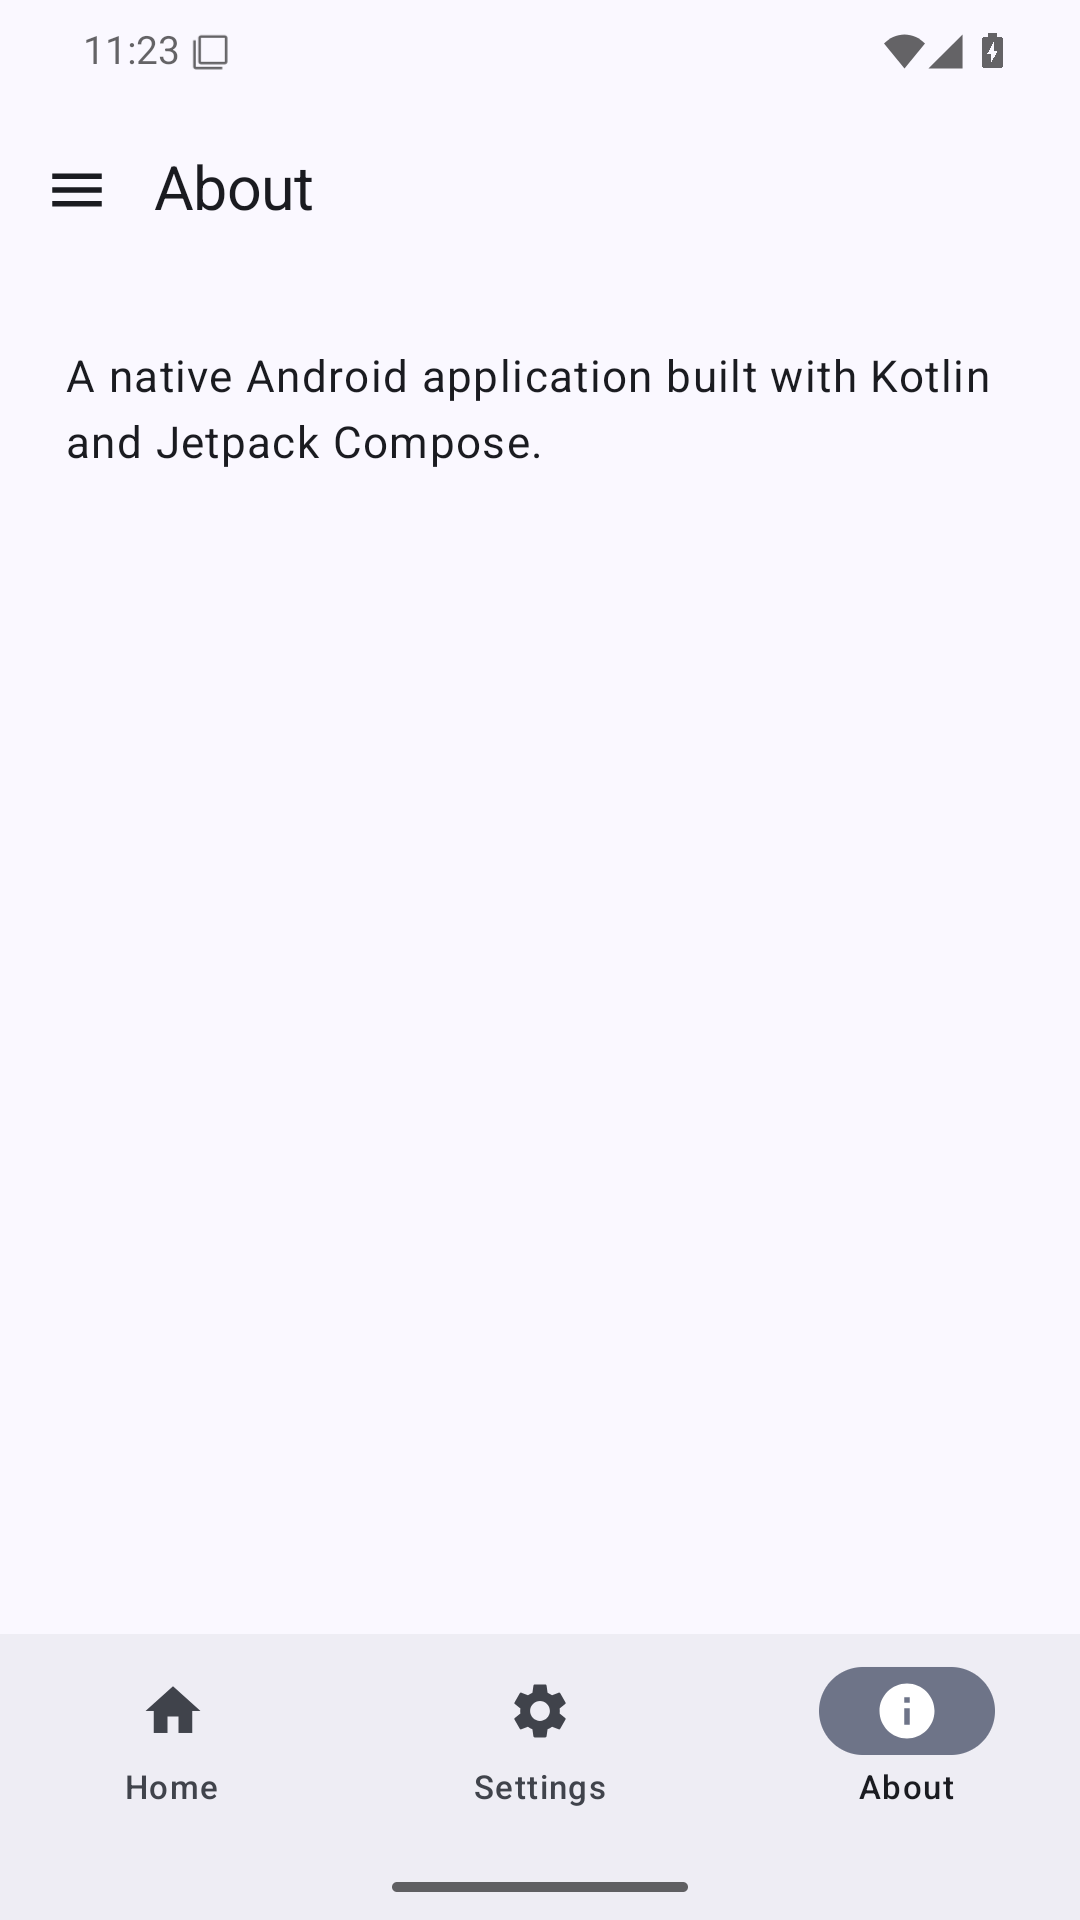 11:23
About
A native Android application built with Kotlin
and Jetpack Compose.
Home
Settings
About